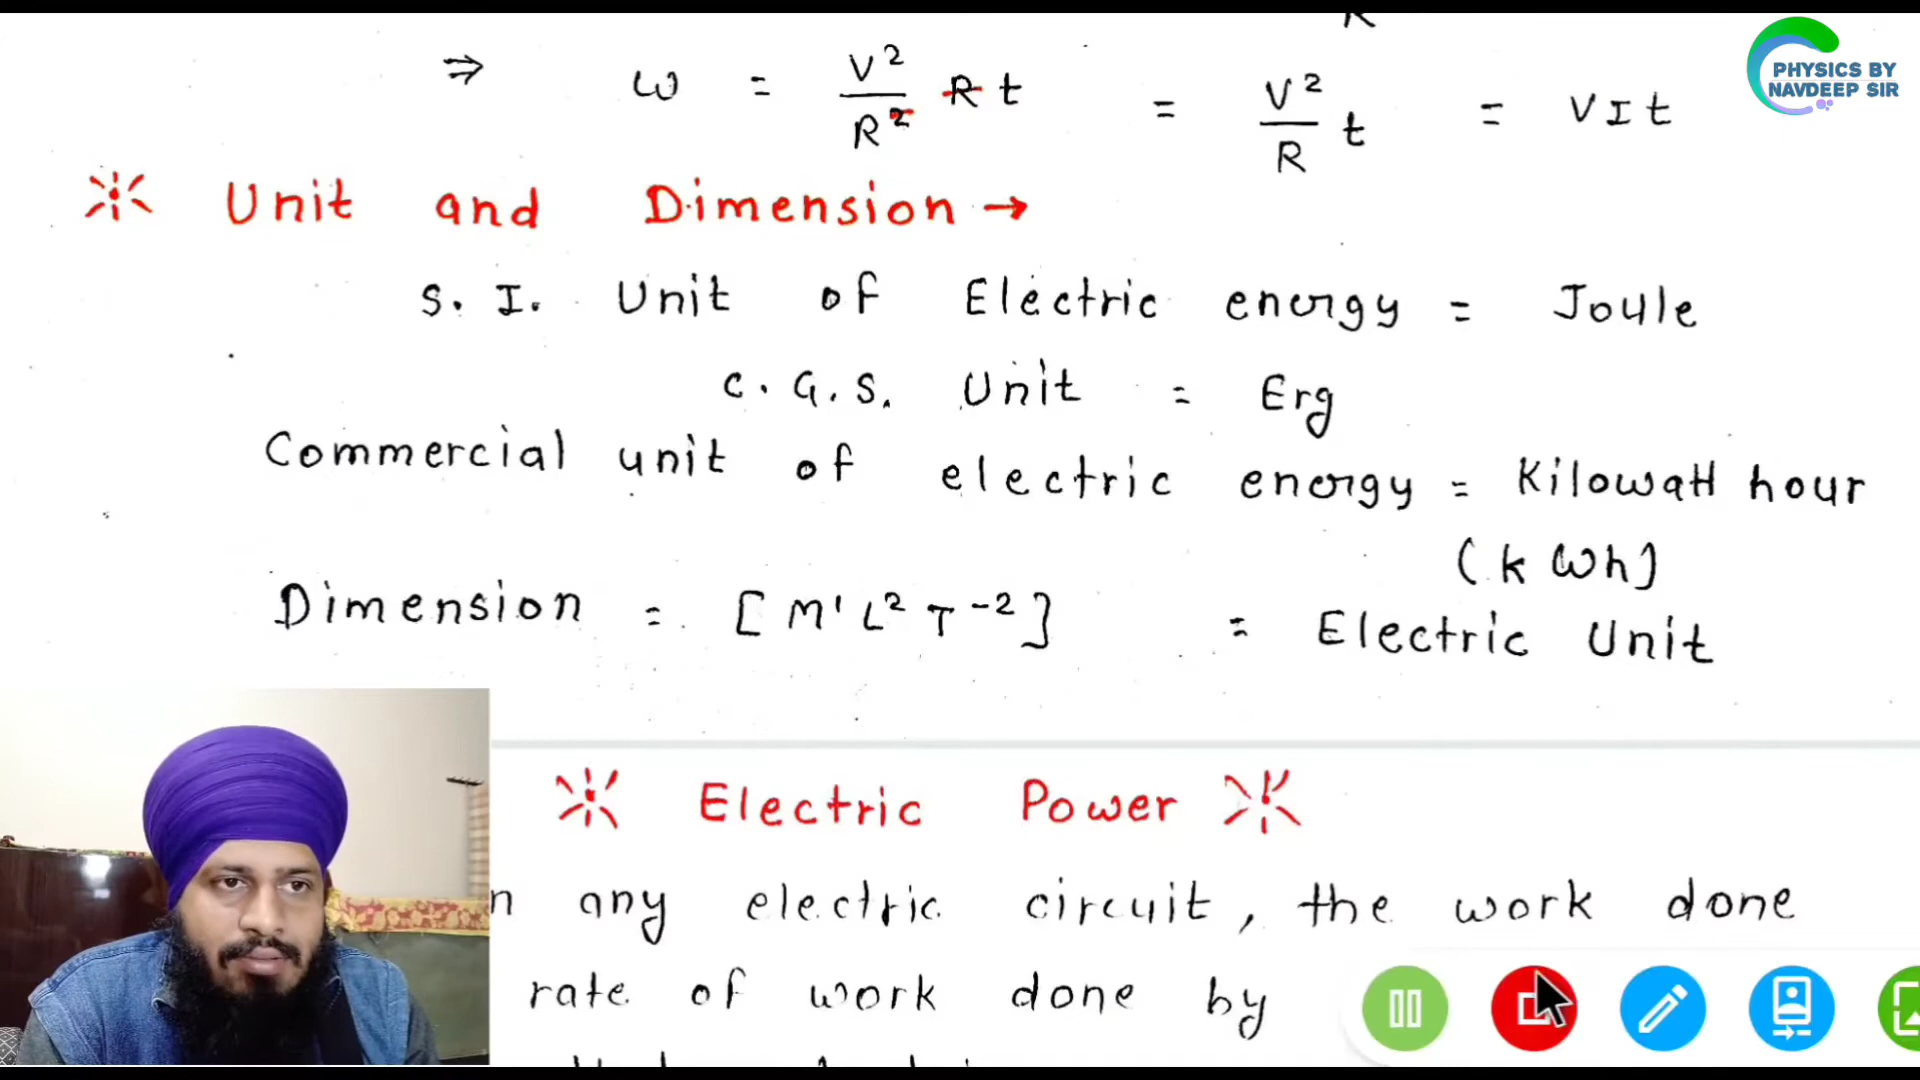 PHYSICS BY
NAVDEEP SIR
⇒ W = V²/R² R t = V²/R t = VIt
Unit and Dimension →
S. I. Unit of Electric energy = Joule
C. G. S. Unit = Erg
Commercial unit of electric energy = Kilowatt hour
(k Wh)
Dimension = [M¹ L² T⁻²] = Electric Unit
Electric Power
n any electric circuit, the work done
rate of work done by